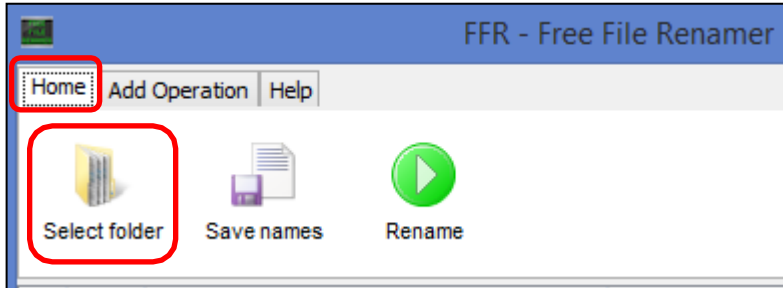 FFR - Free File Renamer
Home Add Operation Help
Select folder Save names Rename